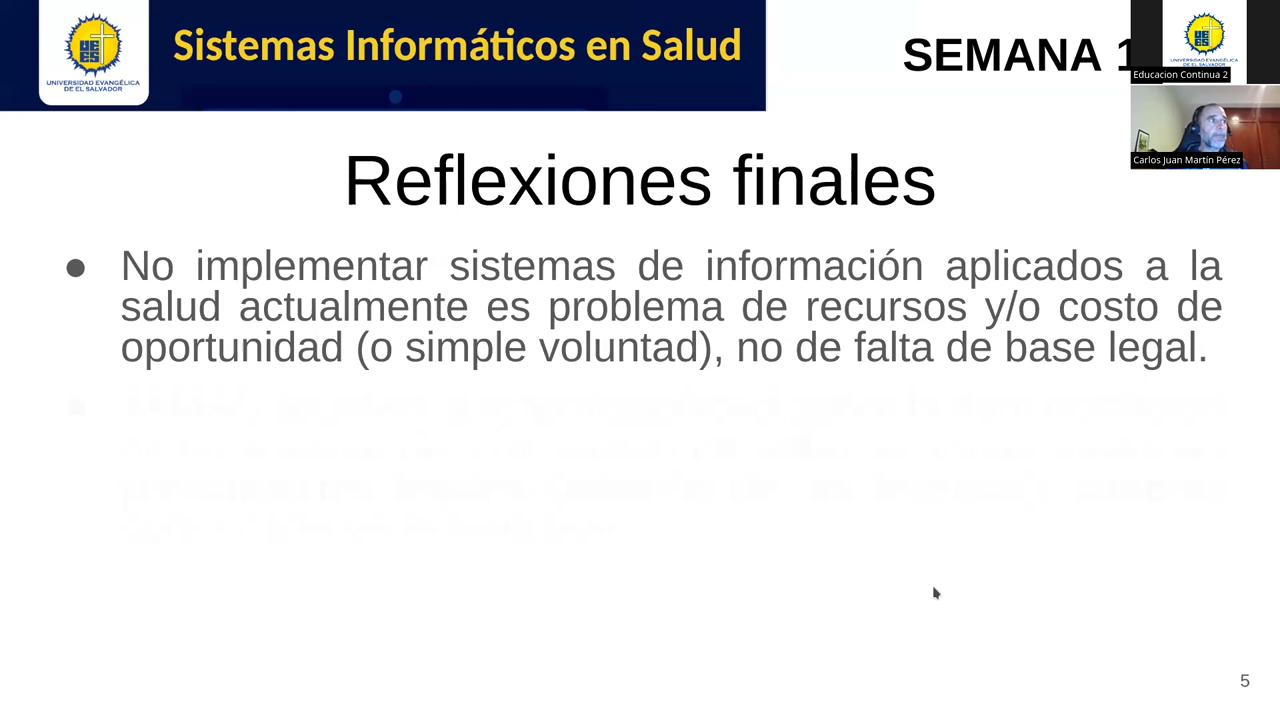 UNIVERSIDAD EVANGÉLICA
DE EL SALVADOR
Sistemas Informáticos en Salud
SEMANA 1
Educacion Continua 2
Carlos Juan Martín Pérez
Reflexiones finales
● No implementar sistemas de información aplicados a la
salud actualmente es problema de recursos y/o costo de
oportunidad (o simple voluntad), no de falta de base legal.
5